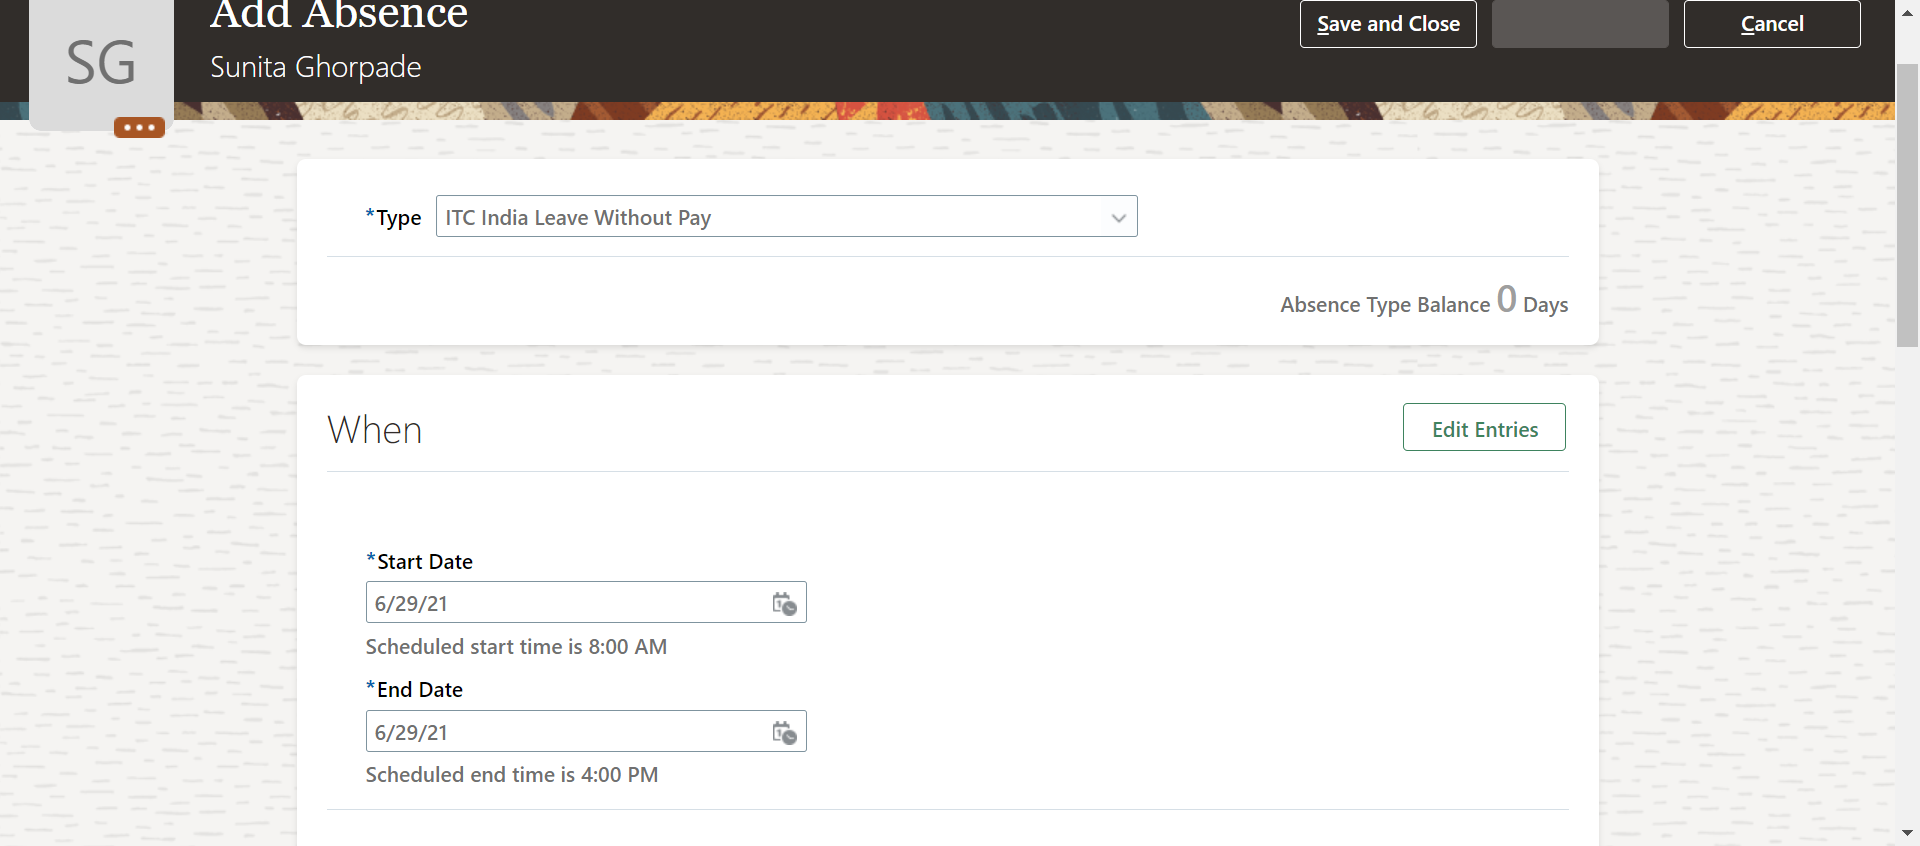 Add Absence
SG
Sunita Ghorpade
Save and Close
Cancel
*Type
ITC India Leave Without Pay
Absence Type Balance 0 Days
When
Edit Entries
*Start Date
6/29/21
Scheduled start time is 8:00 AM
*End Date
6/29/21
Scheduled end time is 4:00 PM